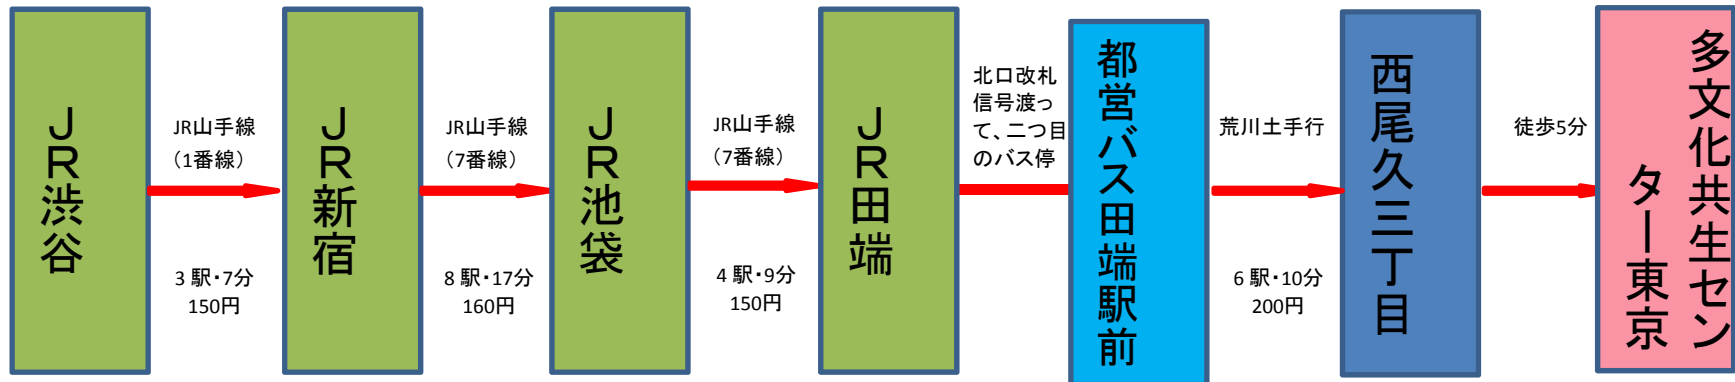 JR渋谷
JR山手線
（1番線）
3 駅・7分
150円
JR新宿
JR山手線
（7番線）
8 駅・17分
160円
JR池袋
JR山手線
（7番線）
4 駅・9分
150円
JR田端
北口改札
信号渡っ
て、二つ目
のバス停
都営バス田端駅前
荒川土手行
6 駅・10分
200円
西尾久三丁目
徒歩5分
多文化共生セン
ター東京